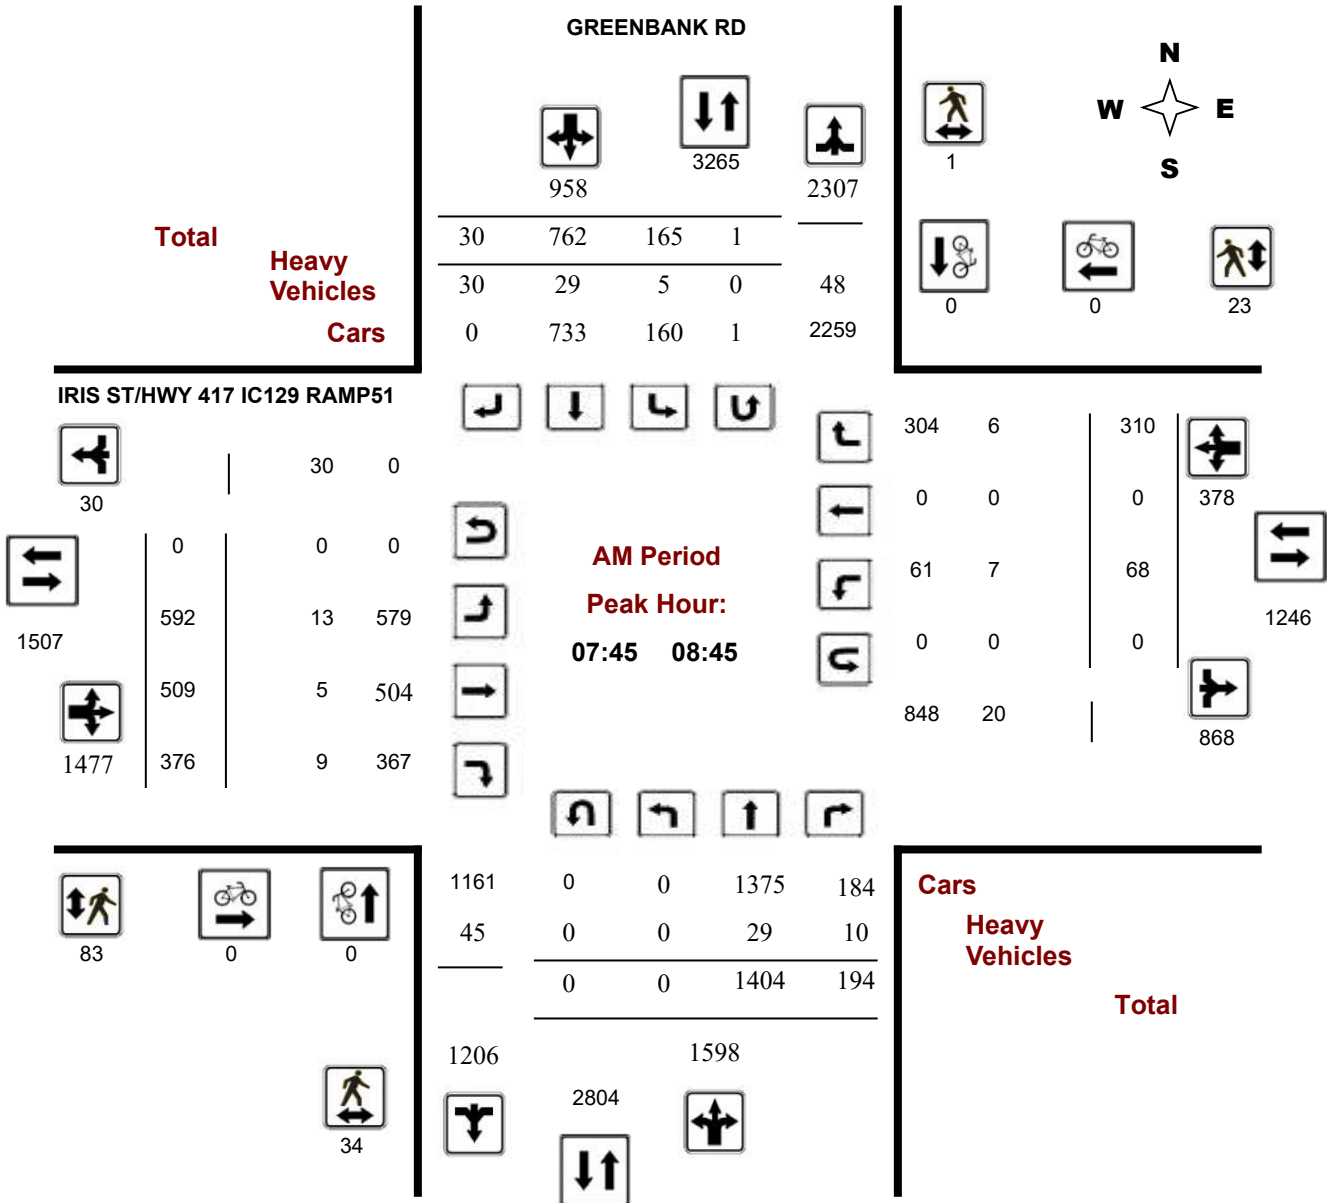 GREENBANK RD
N
W E
S
3265
1
958
2307
Total
30 762 165 1
Heavy
Vehicles
30 29 5 0 48
0 0 23
Cars
0 733 160 1 2259
IRIS ST/HWY 417 IC129 RAMP51
304 6 310
30 0
30
0 0 0 378
0 0 0
AM Period
61 7 68
Peak Hour:
592 13 579
1507
1246
07:45 08:45
0 0 0
509 5 504
848 20
868
1477 376 9 367
1161 0 0 1375 184
Cars
45 0 0 29 10
Heavy
Vehicles
83 0 0
0 0 1404 194
Total
1206 1598
2804
34